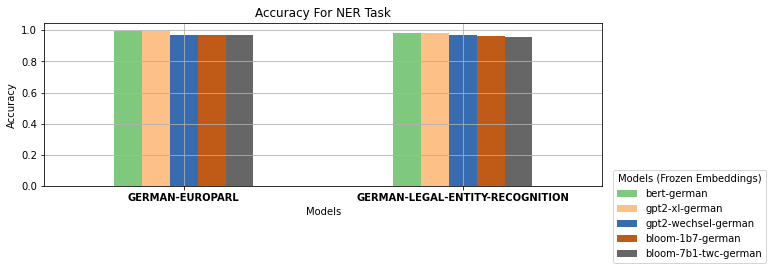 Accuracy For NER Task
Accuracy
1.0
0.8
0.6
0.4
0.2
0.0
GERMAN-EUROPARL
GERMAN-LEGAL-ENTITY-RECOGNITION
Models
Models (Frozen Embeddings)
bert-german
gpt2-xl-german
gpt2-wechsel-german
bloom-1b7-german
bloom-7b1-twc-german